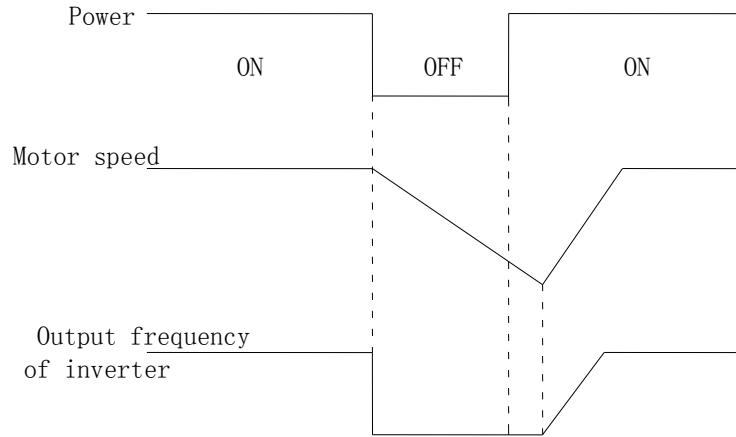 Power
ON
OFF
ON
Motor speed
Output frequency
of inverter